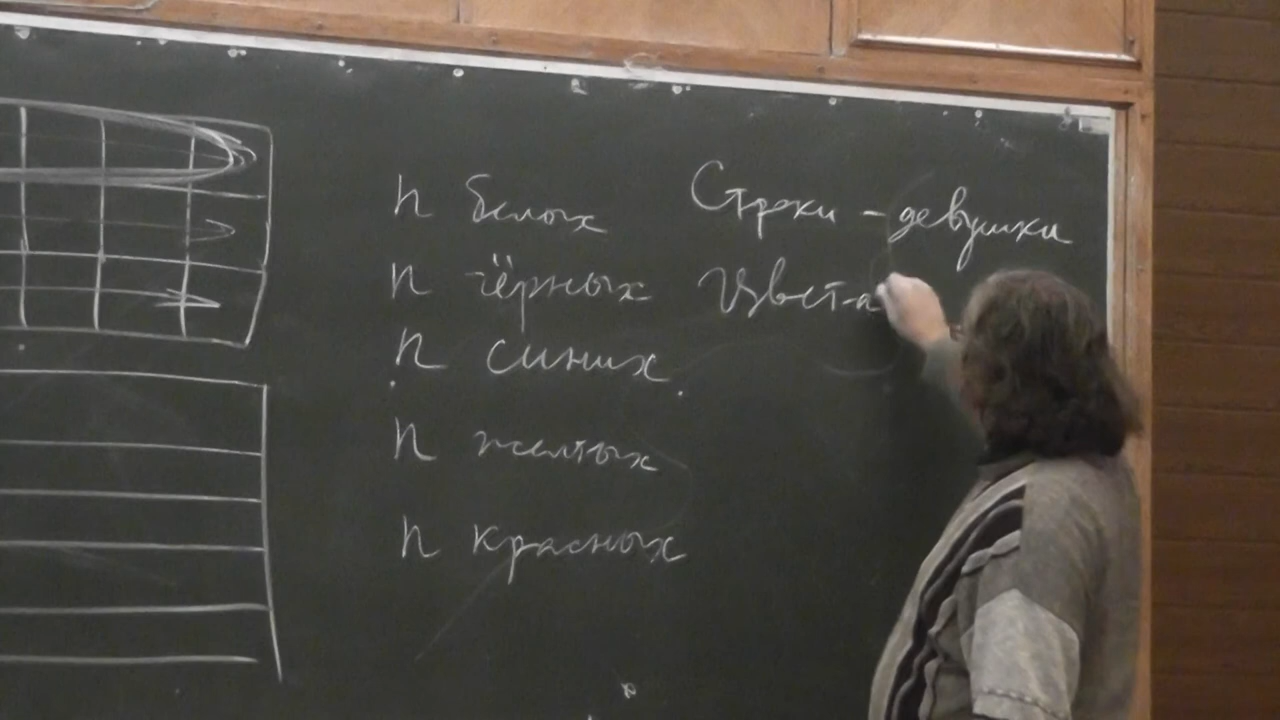 n белых
n чёрных
n синих
n желтых
n красных
Строки - девушки
Цвета